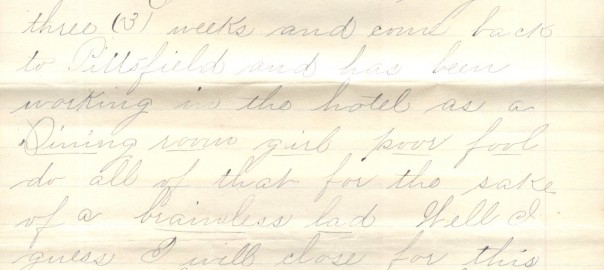 three (3) weeks and come back
to Pittsfield and has been
working in the hotel as a
Dining room girl poor fool
do all of that for the sake
of a brainless lad Well I
guess I will close for this